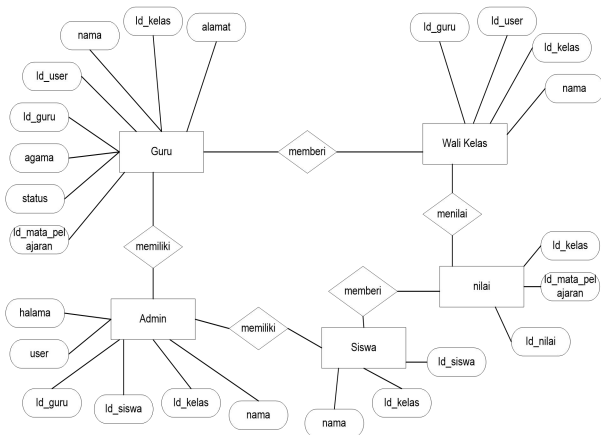 Id_kelas
nama
alamat
Id_user
Id_guru
agama
status
Id_mata_pel
ajaran
Guru
memberi
Id_guru
Id_user
Id_kelas
nama
Wali Kelas
menilai
memiliki
Id_kelas
Id_mata_pel
ajaran
Id_nilai
nilai
memberi
halama
user
Admin
memiliki
Siswa
Id_siswa
Id_guru
Id_siswa
Id_kelas
nama
nama
Id_kelas